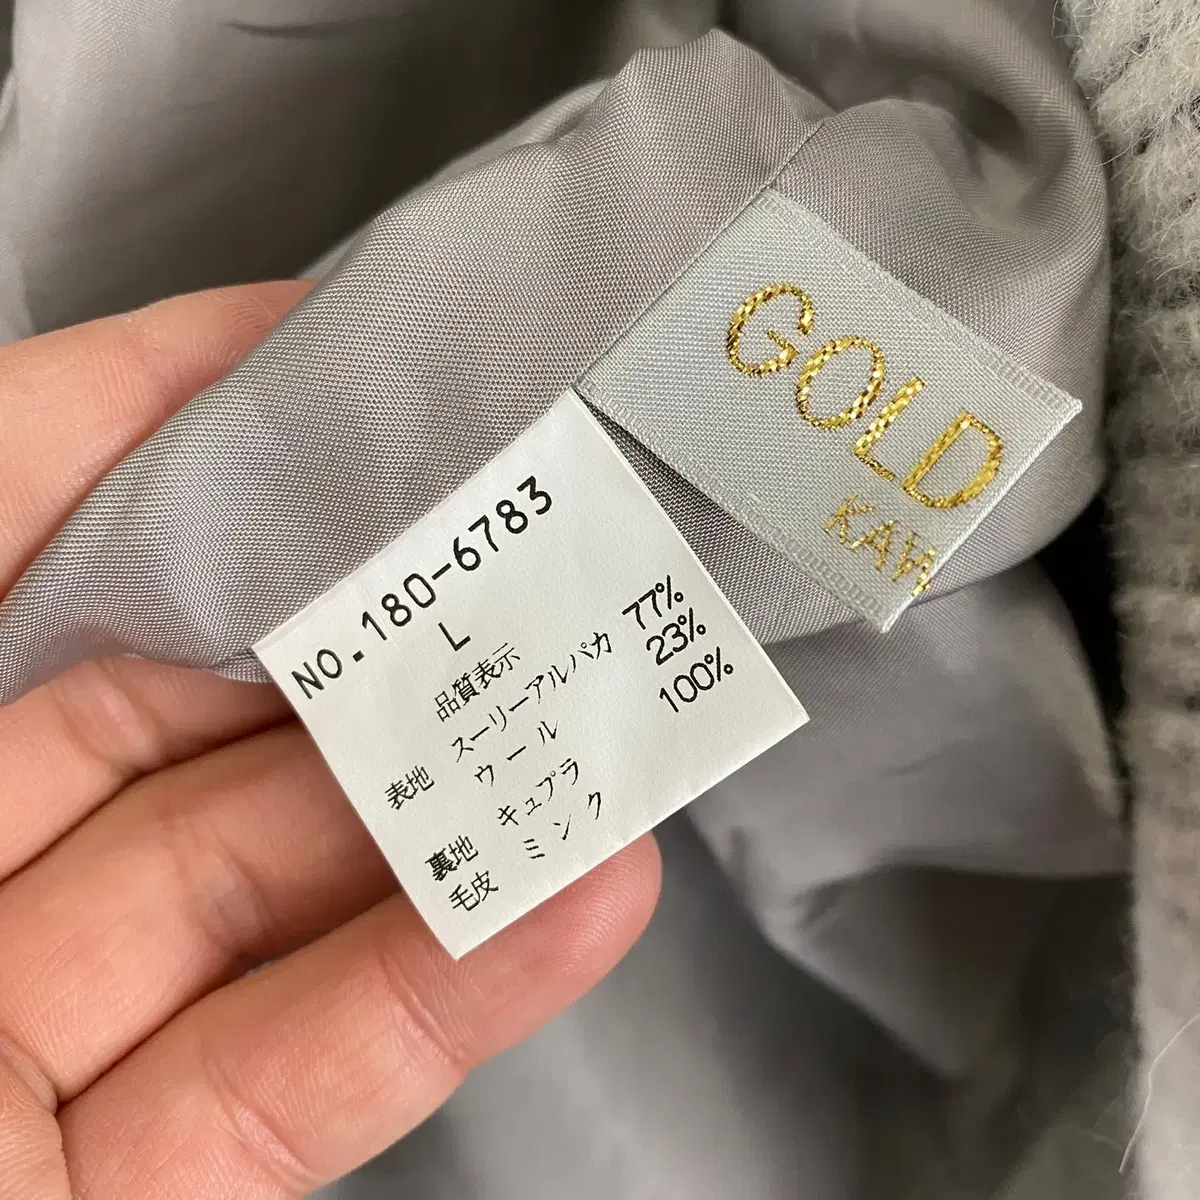 GOLD
NO.180-6783
L
品質表示
表地 スーリーアルパカ 77%
ウール 23%
裏地 キュプラ 100%
毛皮 ミンク